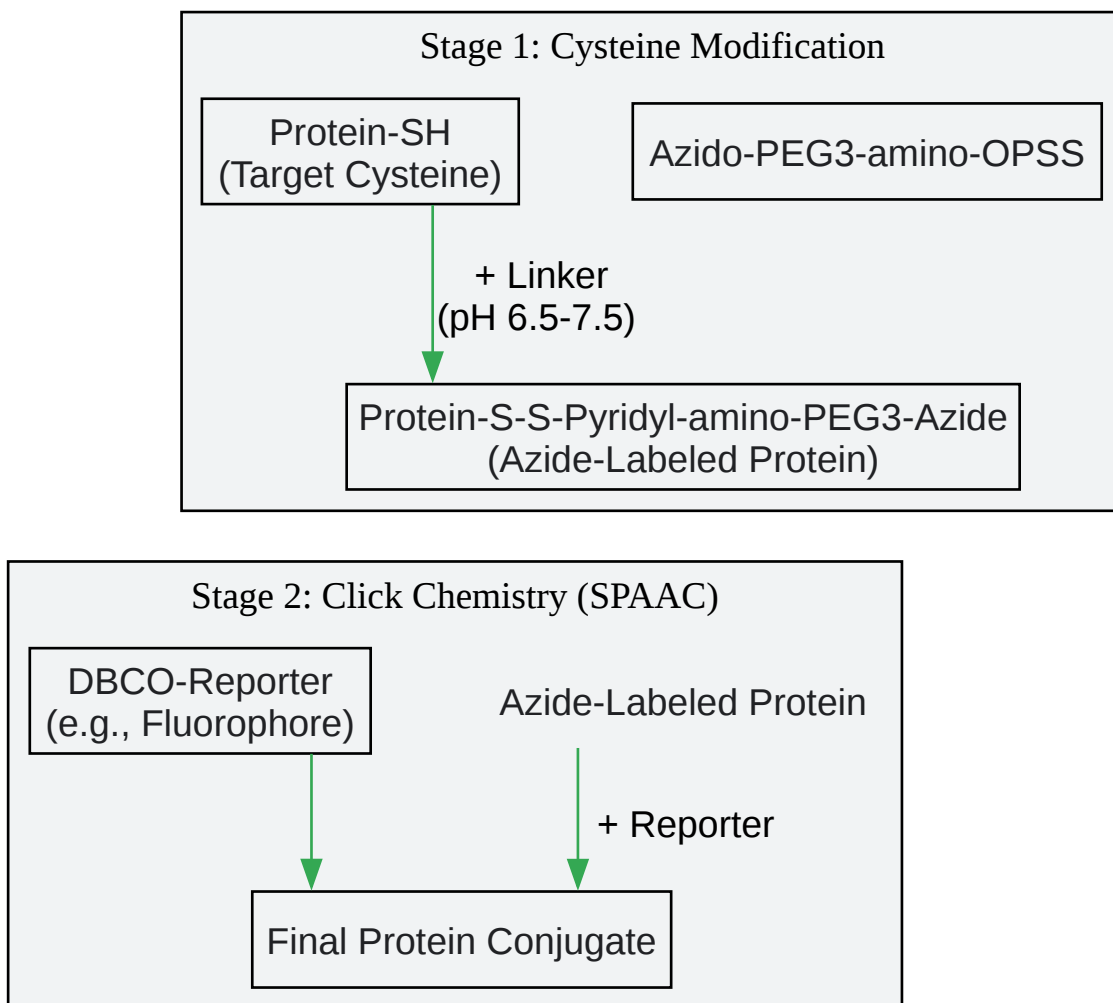 Stage 1: Cysteine Modification
Protein-SH
(Target Cysteine)
Azido-PEG3-amino-OPSS
+ Linker
(pH 6.5-7.5)
Protein-S-S-Pyridyl-amino-PEG3-Azide
(Azide-Labeled Protein)
Stage 2: Click Chemistry (SPAAC)
DBCO-Reporter
(e.g., Fluorophore)
Azide-Labeled Protein
+ Reporter
Final Protein Conjugate